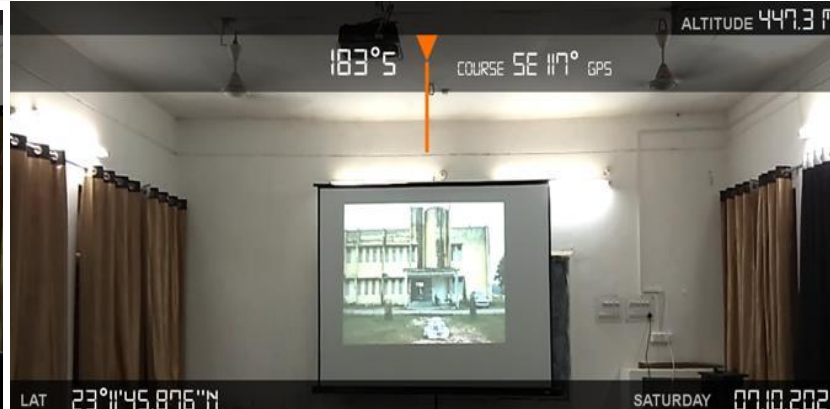 ALTITUDE 447.3
183°S COURSE SE 117° GPS
LAT 23°11'45.876"N
SATURDAY 07.10.202